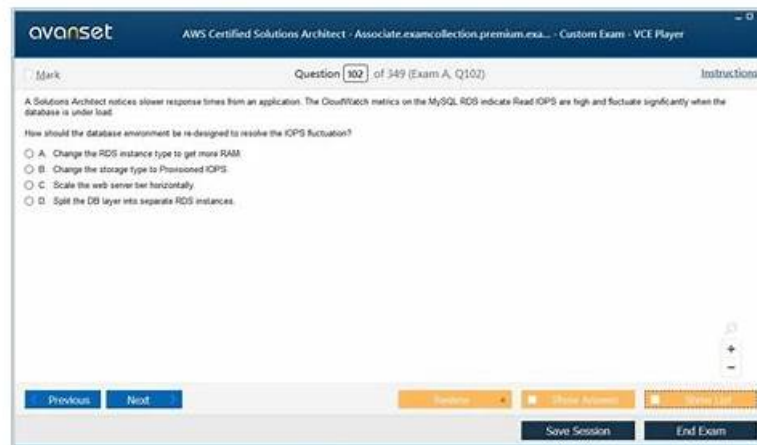 avanset
AWS Certified Solutions Architect - Associate.examcollection.premium.exa... - Custom Exam - VCE Player
Mark
Question 102 of 349 (Exam A, Q102)
Instructions
A Solutions Architect notices slower response times from an application. The CloudWatch metrics on the MySQL RDS indicate Read IOPS are high and fluctuate significantly when the
database is under load.
How should the database environment be re-designed to resolve the IOPS fluctuation?
A. Change the RDS instance type to get more RAM.
B. Change the storage type to Provisioned IOPS.
C. Scale the web server tier horizontally.
D. Split the DB layer into separate RDS instances.
Previous
Next
Review
Show Answer
Show List
Save Session
End Exam